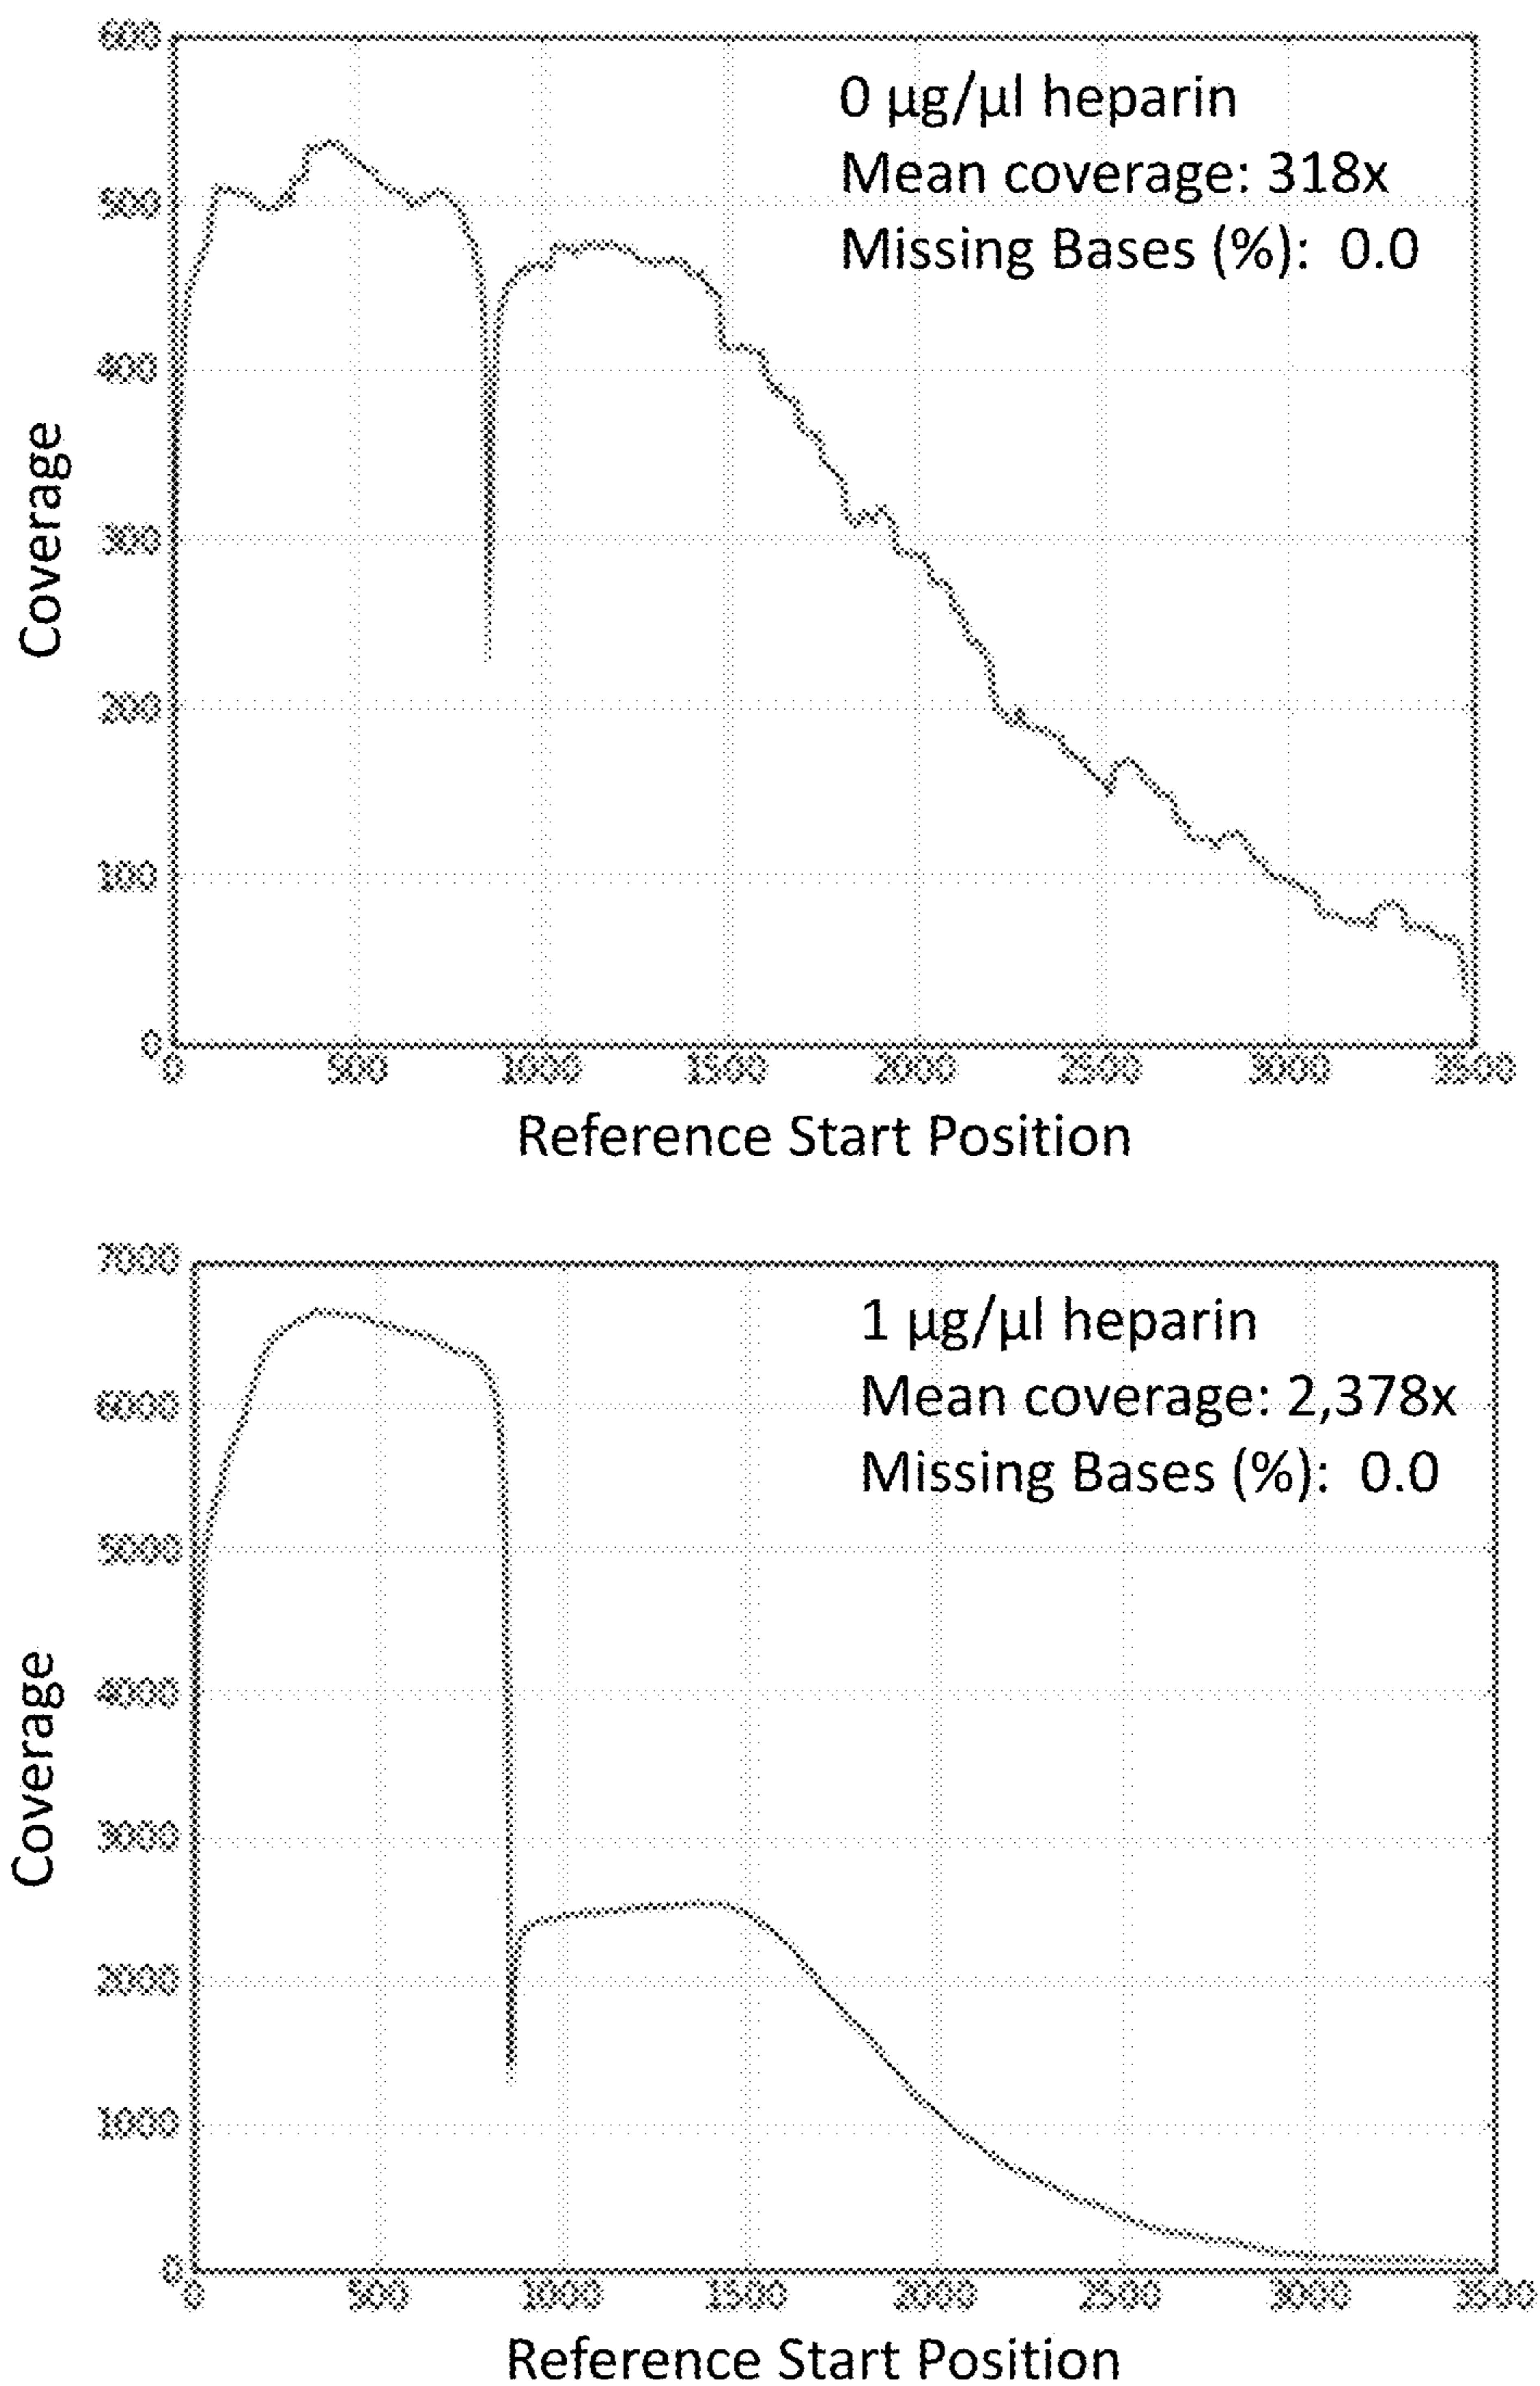 600
500
400
300
200
100
0
0 µg/µl heparin
Mean coverage: 318x
Missing Bases (%): 0.0
Coverage
0 500 1000 1500 2000 2500 3000 3500
Reference Start Position
7000
6000
5000
4000
3000
2000
1000
0
1 µg/µl heparin
Mean coverage: 2,378x
Missing Bases (%): 0.0
Coverage
0 500 1000 1500 2000 2500 3000 3500
Reference Start Position